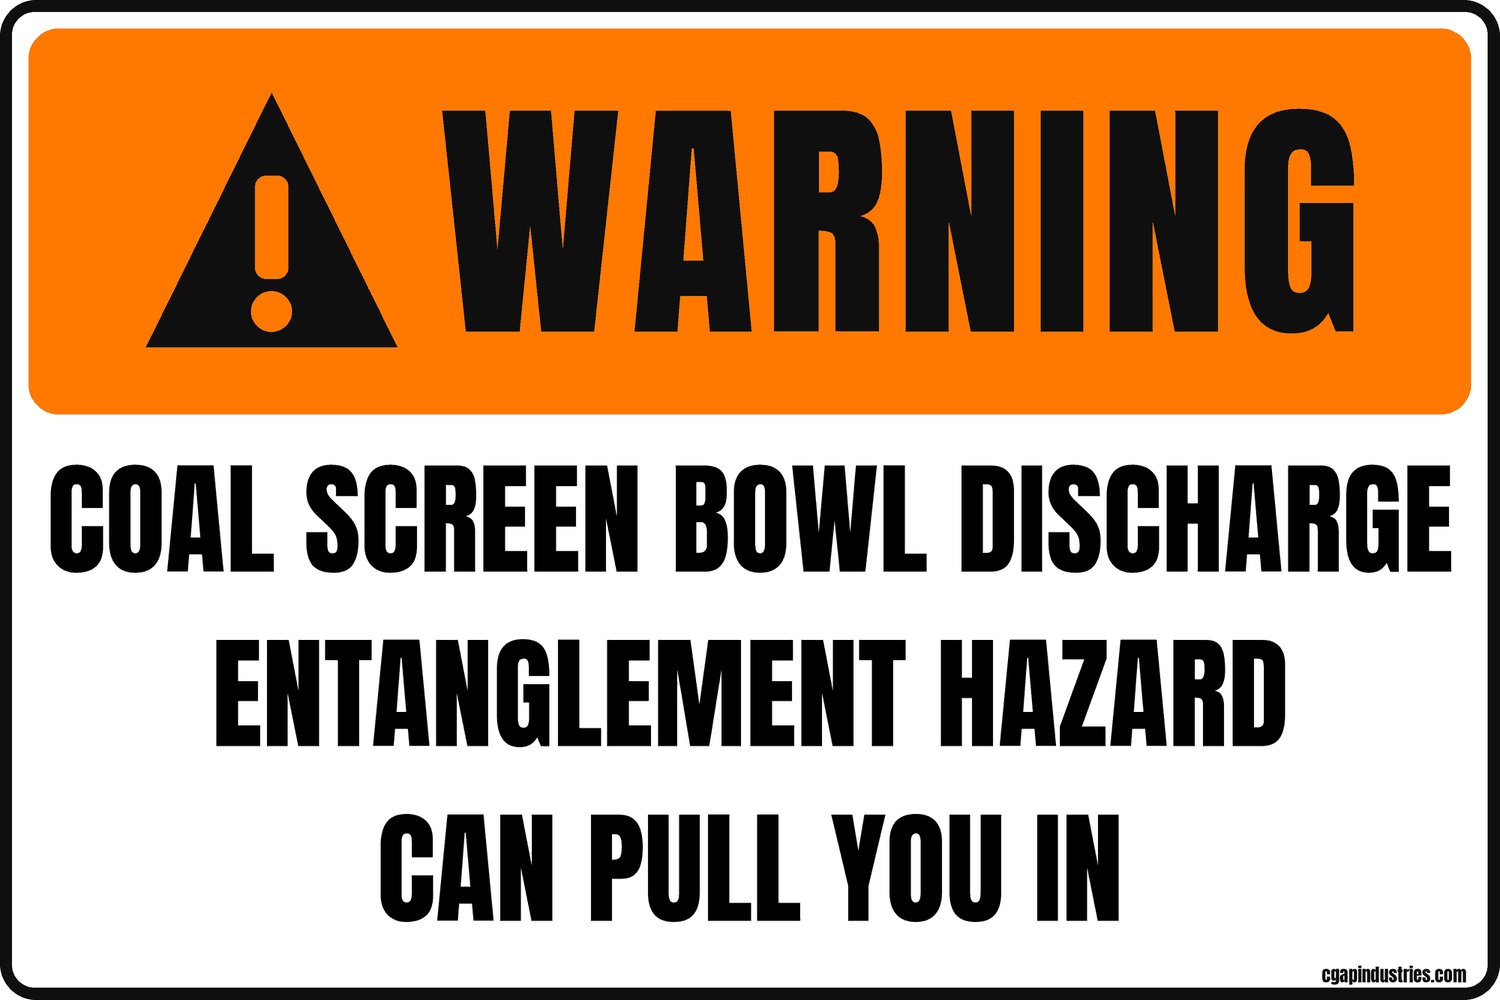 WARNING
COAL SCREEN BOWL DISCHARGE
ENTANGLEMENT HAZARD
CAN PULL YOU IN
cgapindustries.com